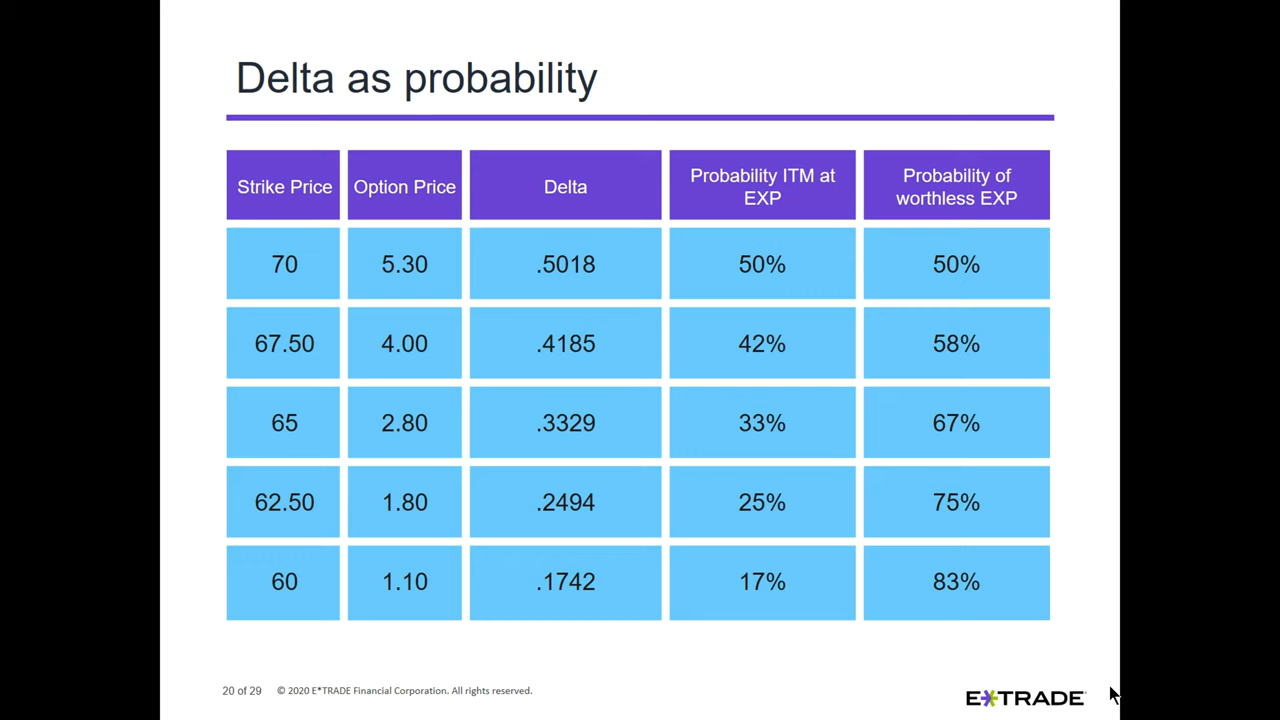 Delta as probability
Strike Price Option Price Delta Probability ITM at EXP Probability of worthless EXP
70 5.30 .5018 50% 50%
67.50 4.00 .4185 42% 58%
65 2.80 .3329 33% 67%
62.50 1.80 .2494 25% 75%
60 1.10 .1742 17% 83%
20 of 29 © 2020 E*TRADE Financial Corporation. All rights reserved.
E*TRADE